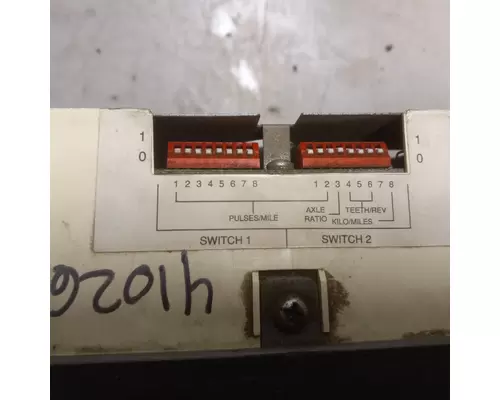 1 1
0 0
1 2 3 4 5 6 7 8 1 2 3 4 5 6 7 8
PULSES/MILE AXLE RATIO TEETH/REV
KILO/MILES
SWITCH 1 SWITCH 2
41026